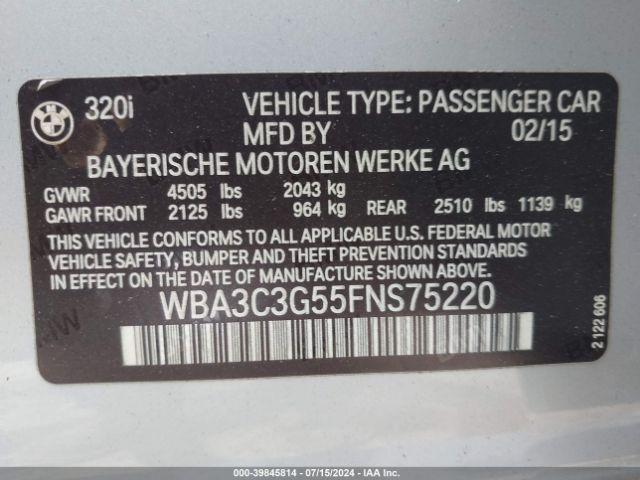 BMW
320i VEHICLE TYPE: PASSENGER CAR
MFD BY 02/15
BAYERISCHE MOTOREN WERKE AG
GVWR 4505 lbs 2043 kg
GAWR FRONT 2125 lbs 964 kg REAR 2510 lbs 1139 kg
THIS VEHICLE CONFORMS TO ALL APPLICABLE U.S. FEDERAL MOTOR
VEHICLE SAFETY, BUMPER AND THEFT PREVENTION STANDARDS
IN EFFECT ON THE DATE OF MANUFACTURE SHOWN ABOVE.
WBA3C3G55FNS75220
2 122 606
000-39845814 | 07/15/2024 | IAA, Inc.